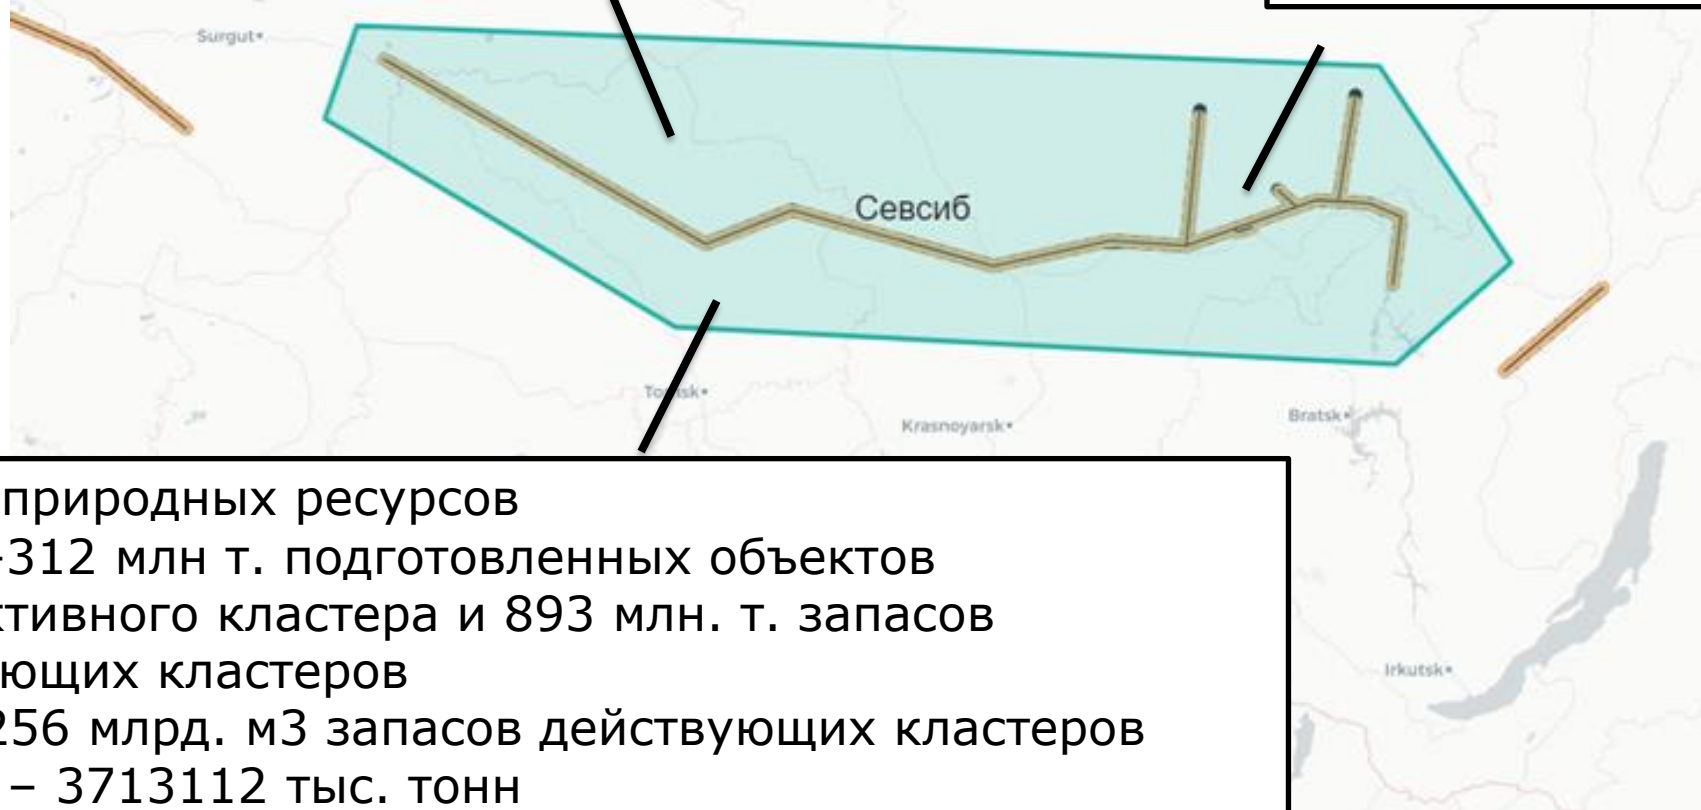 Surgut
Севсиб
Krasnoyarsk
Bratsk
Irkutsk
природных ресурсов
312 млн т. подготовленных объектов
ктивного кластера и 893 млн. т. запасов
ющих кластеров
256 млрд. м3 запасов действующих кластеров
– 3713112 тыс. тонн